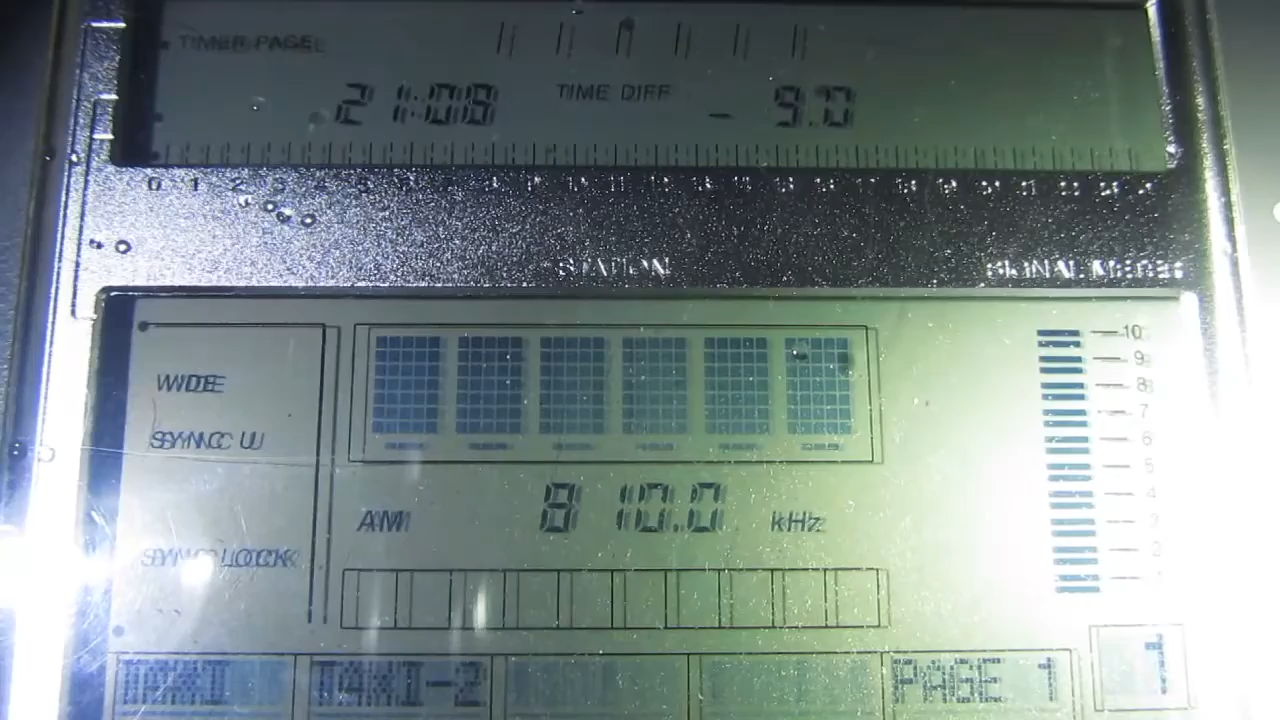 TIMER PAGE
21:08 TIME DIFF - 9.0
0 1 2 3 4 5 6 7 8 9 10 11 12 13 14 15 16 17 18 19 20 21 22 23 24
STATION SIGNAL METER
10
9
WIDE 8
7
SYNC U 6
5
4
AM 810.0 kHz 3
SYNC LOCK 2
1
TAXI-2 PAGE 1 1